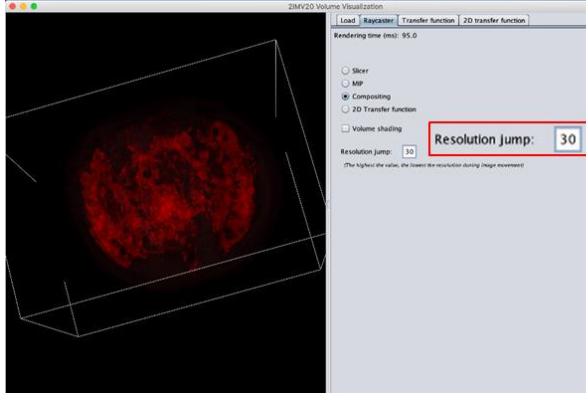 2IMV20 Volume Visualization
Load Raycaster Transfer function 2D transfer function
Rendering time (ms): 95.0
Slicer
MIP
Compositing
2D Transfer function
Volume shading
Resolution jump: 30
Resolution jump: 30
(The highest the value, the lowest the resolution during image movement)